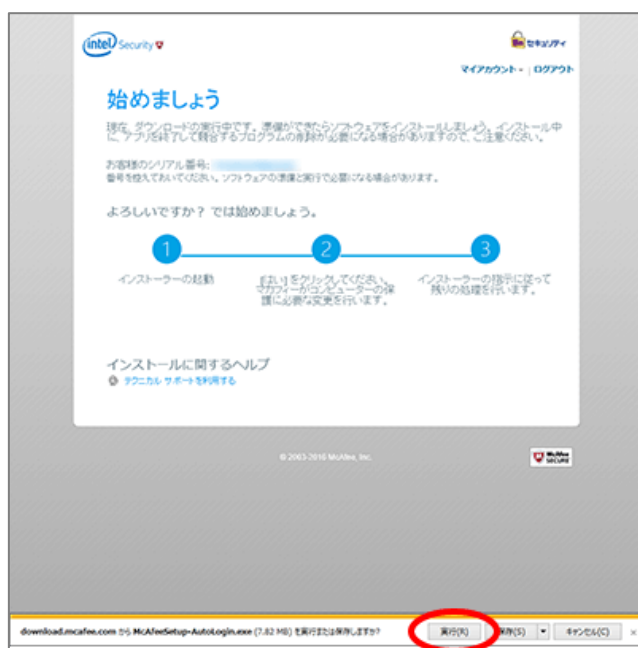 intel Security
セキュリティ
マイアカウント | ログアウト
始めましょう
現在、ダウンロードの実行中です。準備ができたらソフトウェアをインストールしましょう。インストール中
に、アプリを終了して競合するプログラムの削除が必要になる場合がありますので、ご注意ください。
お客様のシリアル番号:
番号を控えておいてください。ソフトウェアの準備と実行で必要になる場合があります。
よろしいですか? では始めましょう。
1 2 3
インストーラーの起動
[はい] をクリックしてください。
マカフィーがコンピューターの保
護に必要な変更を行います。
インストーラーの指示に従って
残りの処理を行います。
インストールに関するヘルプ
テクニカル サポートを利用する
© 2003-2010 McAfee, Inc.
McAfee
SECURE
download.mcafee.com から McAfeeSetup-AutoLogin.exe (7.82 MB) を実行または保存しますか?
実行(R) 保存(S) キャンセル(C) ×